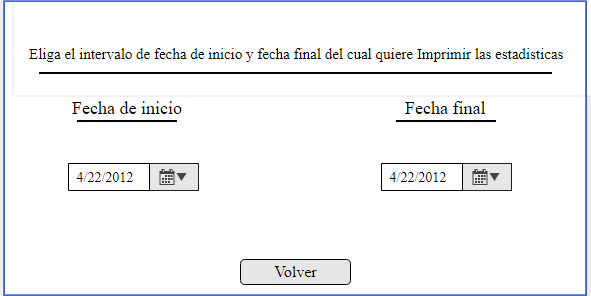 Eliga el intervalo de fecha de inicio y fecha final del cual quiere Imprimir las estadisticas
Fecha de inicio
Fecha final
4/22/2012
4/22/2012
Volver